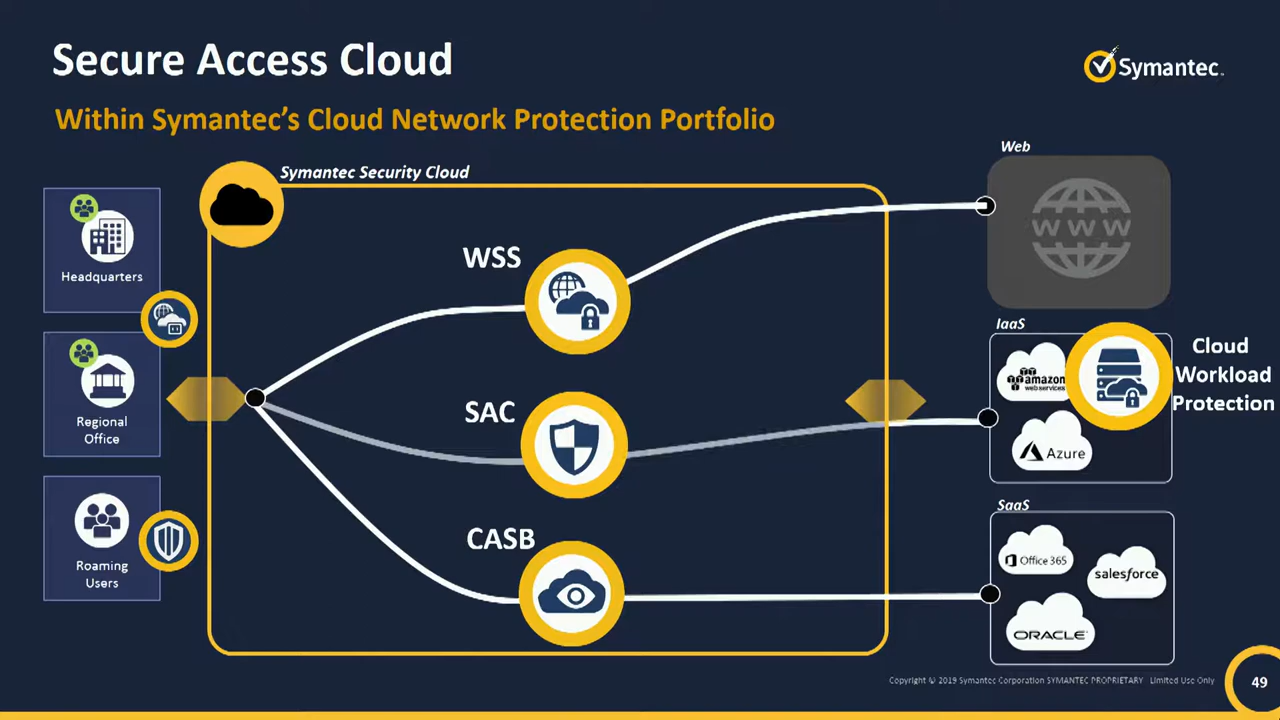 Secure Access Cloud
Symantec.
Within Symantec's Cloud Network Protection Portfolio
Web
Symantec Security Cloud
WWW
Headquarters
WSS
IaaS
Cloud
Workload
Protection
amazon
web services
Regional
Office
SAC
Azure
SaaS
CASB
Office 365
salesforce
Roaming
Users
ORACLE
Copyright © 2019 Symantec Corporation SYMANTEC PROPRIETARY - Limited Use Only
49